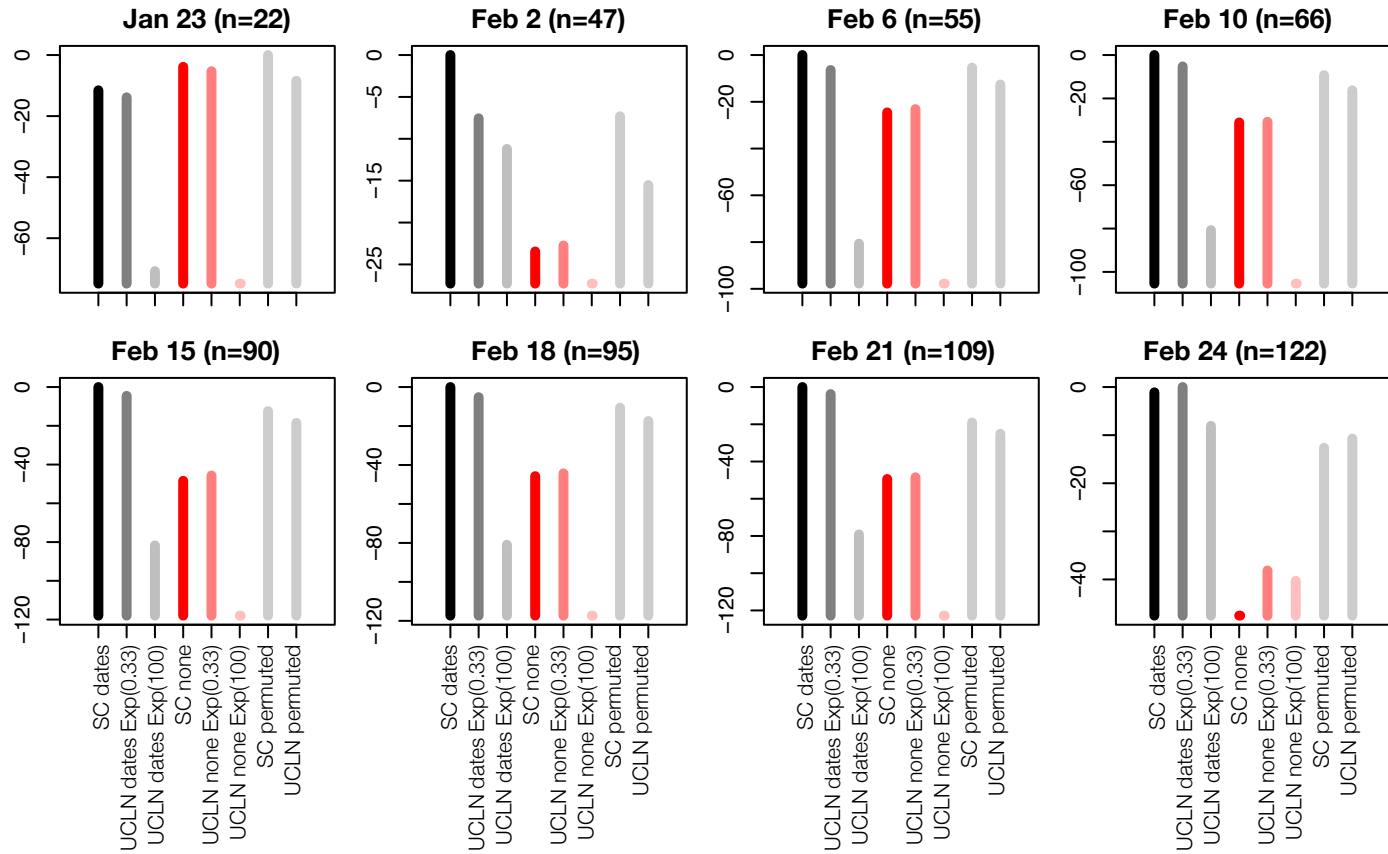 Jan 23 (n=22)
Feb 2 (n=47)
Feb 6 (n=55)
Feb 10 (n=66)
0
−20
−40
−60
0
−5
−15
−25
0
−20
−60
−100
0
−20
−60
−100
Feb 15 (n=90)
Feb 18 (n=95)
Feb 21 (n=109)
Feb 24 (n=122)
0
−40
−80
−120
0
−40
−80
−120
0
−40
−80
−120
0
−20
−40
SC dates
UCLN dates Exp(0.33)
UCLN dates Exp(100)
SC none
UCLN none Exp(0.33)
UCLN none Exp(100)
SC permuted
UCLN permuted
SC dates
UCLN dates Exp(0.33)
UCLN dates Exp(100)
SC none
UCLN none Exp(0.33)
UCLN none Exp(100)
SC permuted
UCLN permuted
SC dates
UCLN dates Exp(0.33)
UCLN dates Exp(100)
SC none
UCLN none Exp(0.33)
UCLN none Exp(100)
SC permuted
UCLN permuted
SC dates
UCLN dates Exp(0.33)
UCLN dates Exp(100)
SC none
UCLN none Exp(0.33)
UCLN none Exp(100)
SC permuted
UCLN permuted